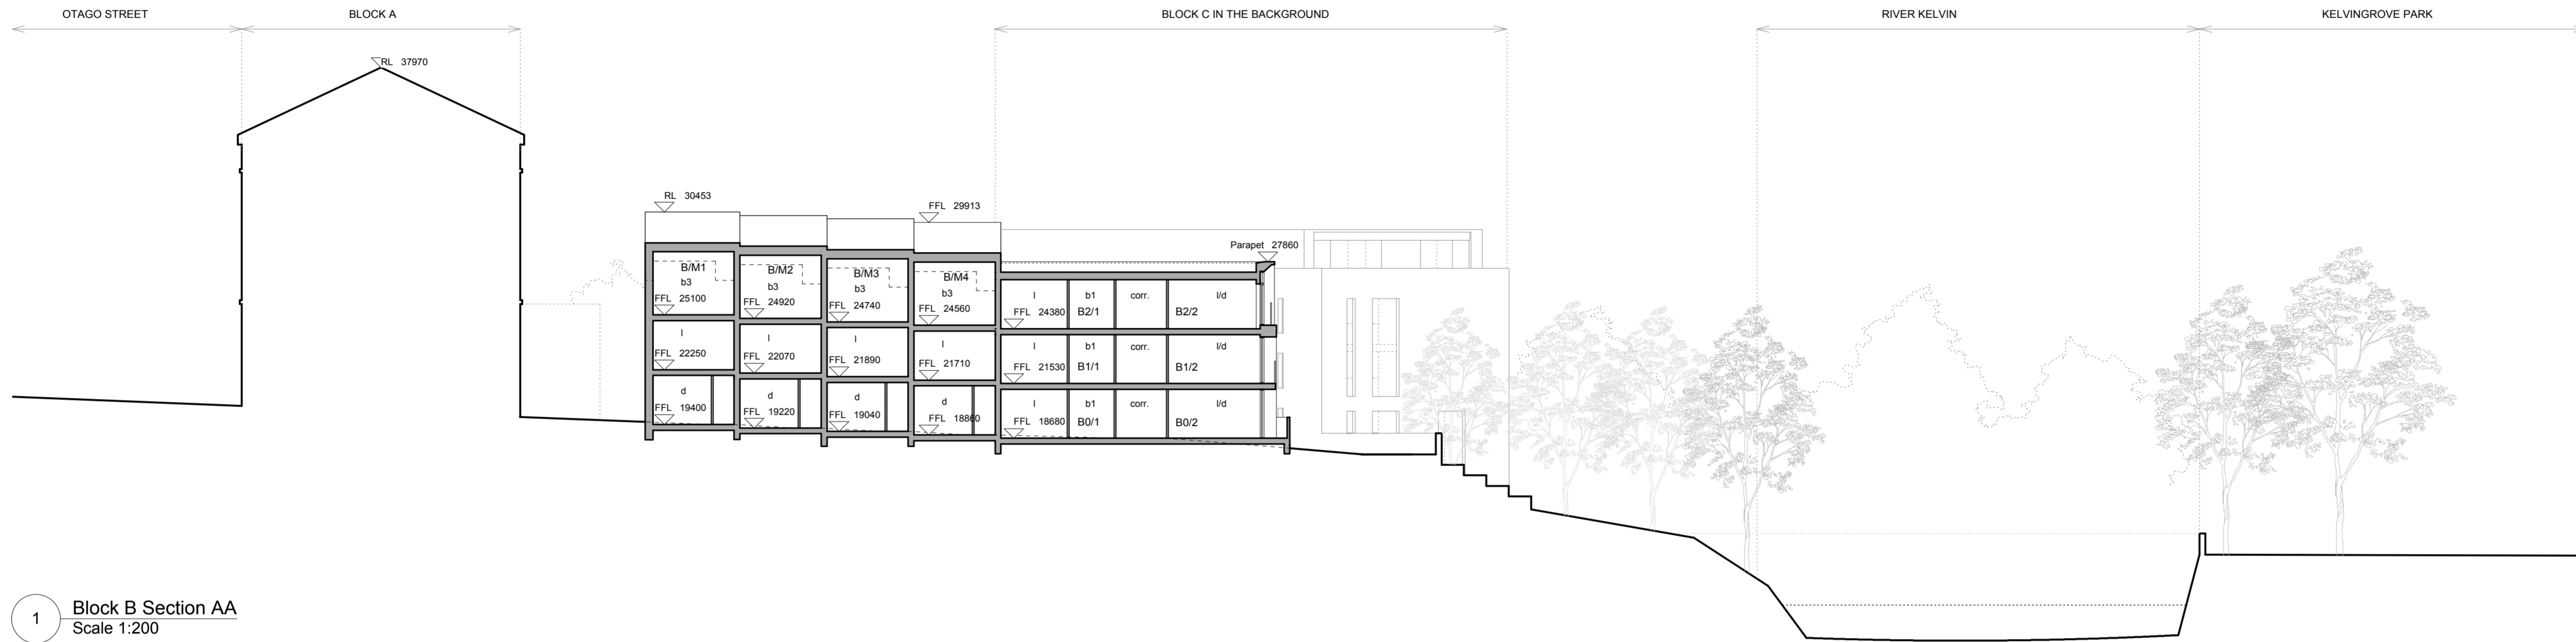 OTAGO STREET
BLOCK A
BLOCK C IN THE BACKGROUND
RIVER KELVIN
KELVINGROVE PARK
RL 37970
RL 30453
FFL 29913
Parapet 27860
B/M1
b3
FFL 25100
B/M2
b3
FFL 24920
B/M3
b3
FFL 24740
B/M4
b3
FFL 24560
l
FFL 24380
b1
B2/1
corr.
l/d
B2/2
l
FFL 22250
l
FFL 22070
l
FFL 21890
l
FFL 21710
l
FFL 21530
b1
B1/1
corr.
l/d
B1/2
d
FFL 19400
d
FFL 19220
d
FFL 19040
d
FFL 18860
l
FFL 18680
b1
B0/1
corr.
l/d
B0/2
1
Block B Section AA
Scale 1:200